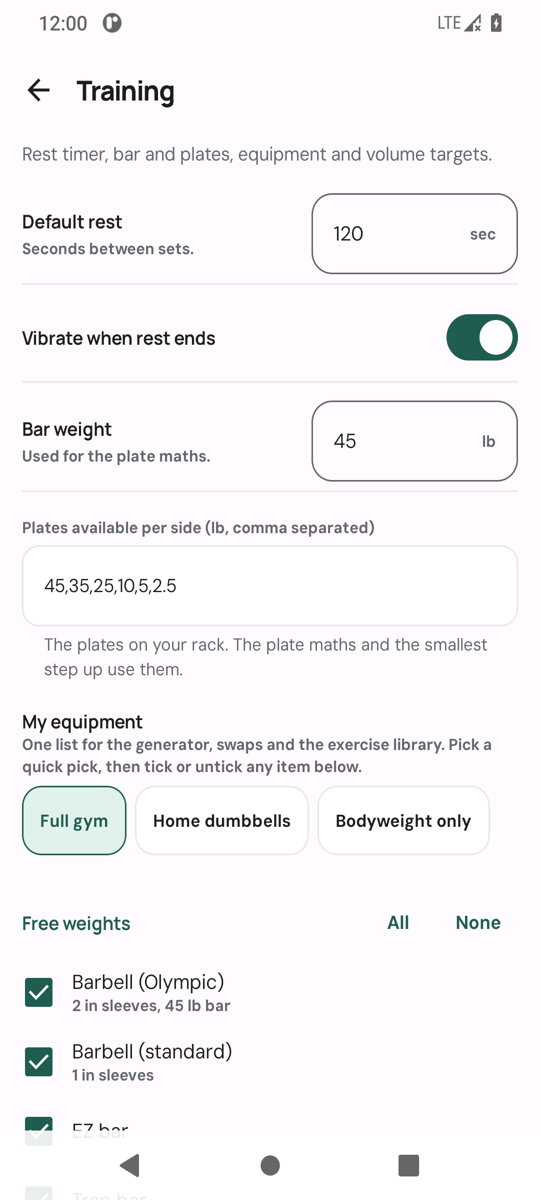 12:00
LTE
Training
Rest timer, bar and plates, equipment and volume targets.
Default rest
Seconds between sets.
120 sec
Vibrate when rest ends
Bar weight
Used for the plate maths.
45 lb
Plates available per side (lb, comma separated)
45,35,25,10,5,2.5
The plates on your rack. The plate maths and the smallest
step up use them.
My equipment
One list for the generator, swaps and the exercise library. Pick a
quick pick, then tick or untick any item below.
Full gym
Home dumbbells
Bodyweight only
Free weights
All
None
Barbell (Olympic)
2 in sleeves, 45 lb bar
Barbell (standard)
1 in sleeves
EZ bar
Trap bar